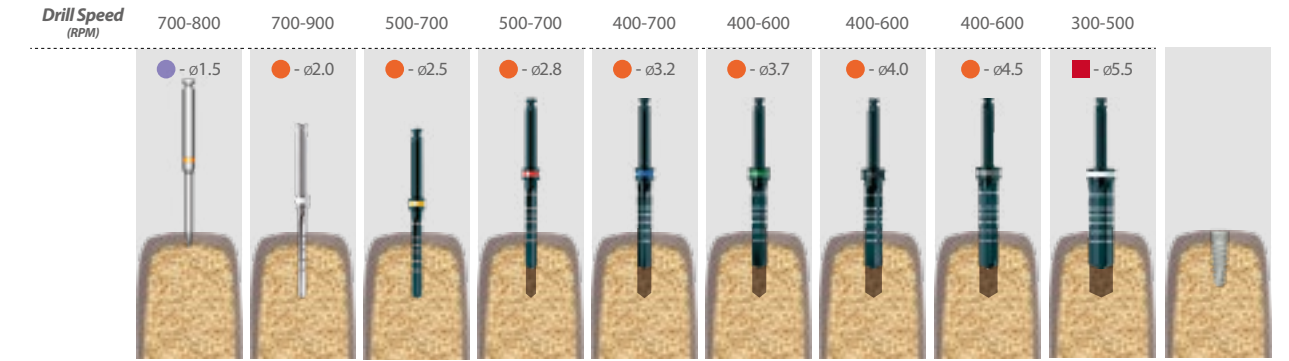 Drill Speed
(RPM)
700-800 700-900 500-700 500-700 400-700 400-600 400-600 400-600 300-500
- ø1.5 - ø2.0 - ø2.5 - ø2.8 - ø3.2 - ø3.7 - ø4.0 - ø4.5 - ø5.5